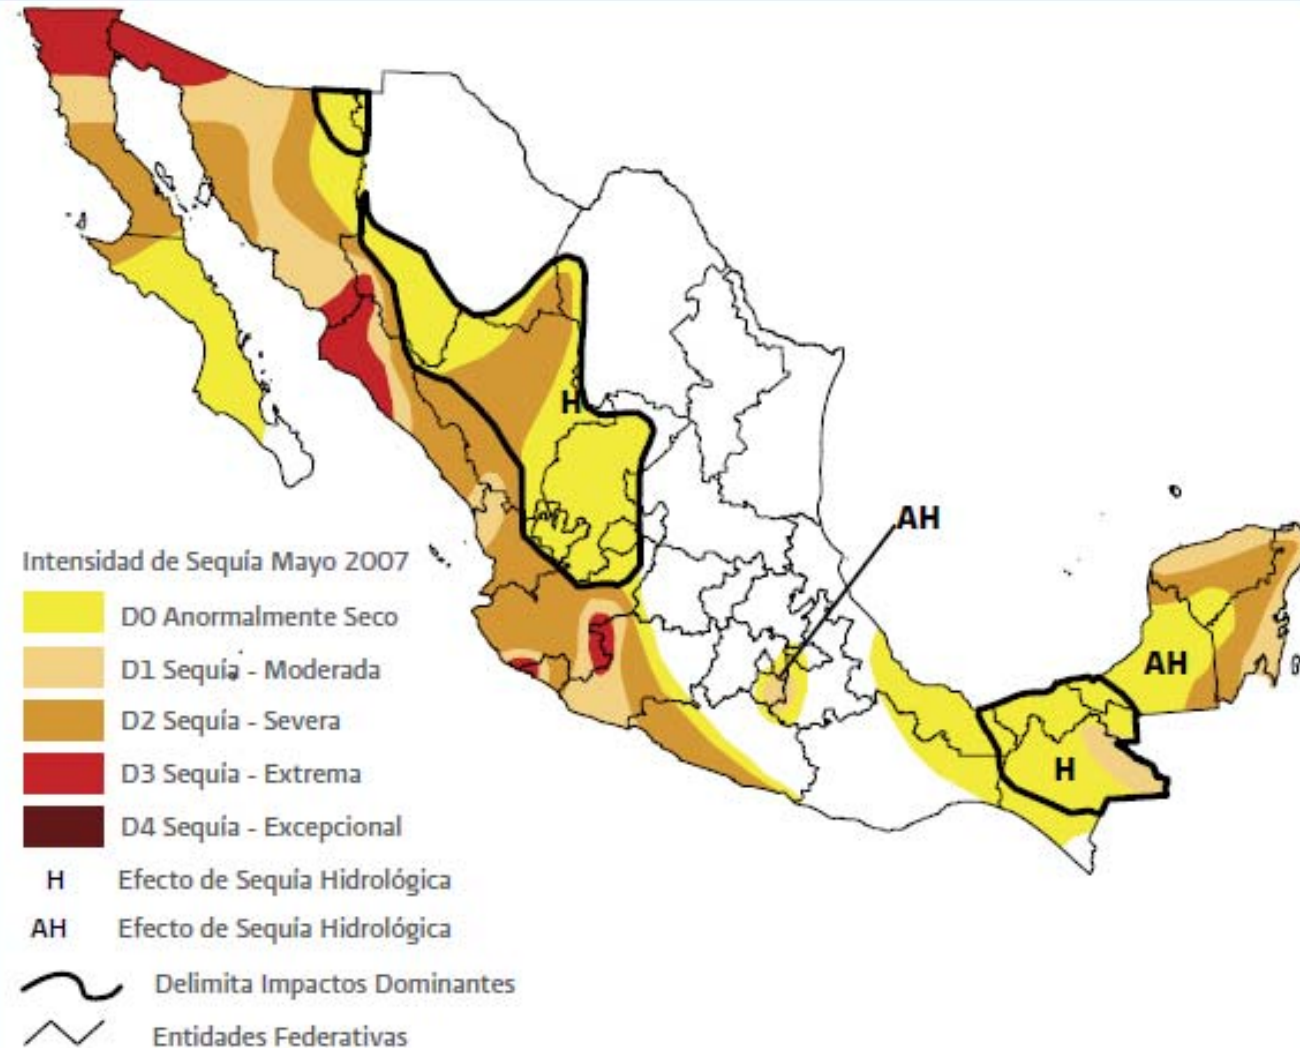 H
AH
AH
H
Intensidad de Sequía Mayo 2007
D0 Anormalmente Seco
D1 Sequía - Moderada
D2 Sequía - Severa
D3 Sequía - Extrema
D4 Sequía - Excepcional
H Efecto de Sequía Hidrológica
AH Efecto de Sequía Hidrológica
Delimita Impactos Dominantes
Entidades Federativas